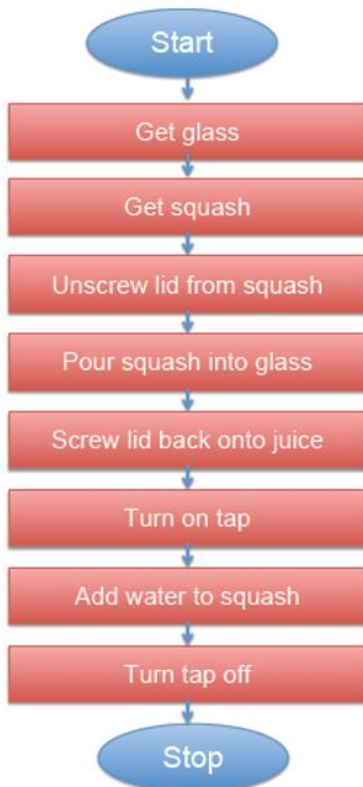 Start
Get glass
Get squash
Unscrew lid from squash
Pour squash into glass
Screw lid back onto juice
Turn on tap
Add water to squash
Turn tap off
Stop